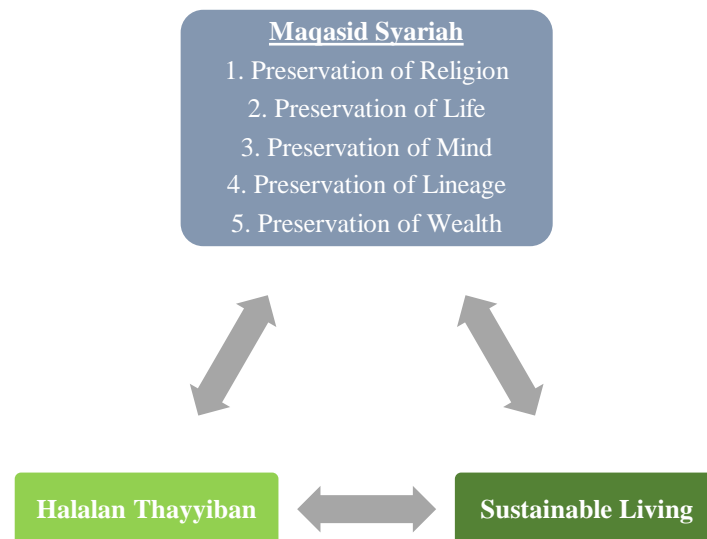 Maqasid Syariah
1. Preservation of Religion
2. Preservation of Life
3. Preservation of Mind
4. Preservation of Lineage
5. Preservation of Wealth
Halalan Thayyiban
Sustainable Living